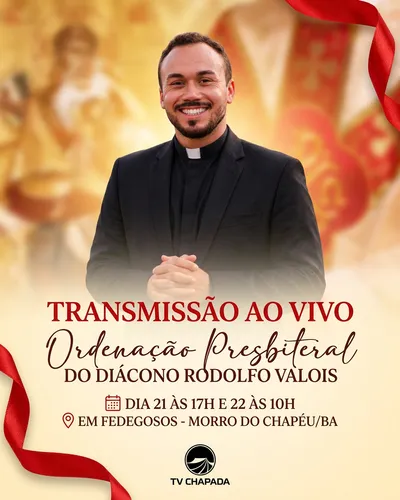 TRANSMISSÃO AO VIVO
Ordenação Presbiteral
DO DIÁCONO RODOLFO VALOIS
DIA 21 ÀS 17H E 22 ÀS 10H
EM FEDEGOSOS - MORRO DO CHAPÉU/BA
TV CHAPADA